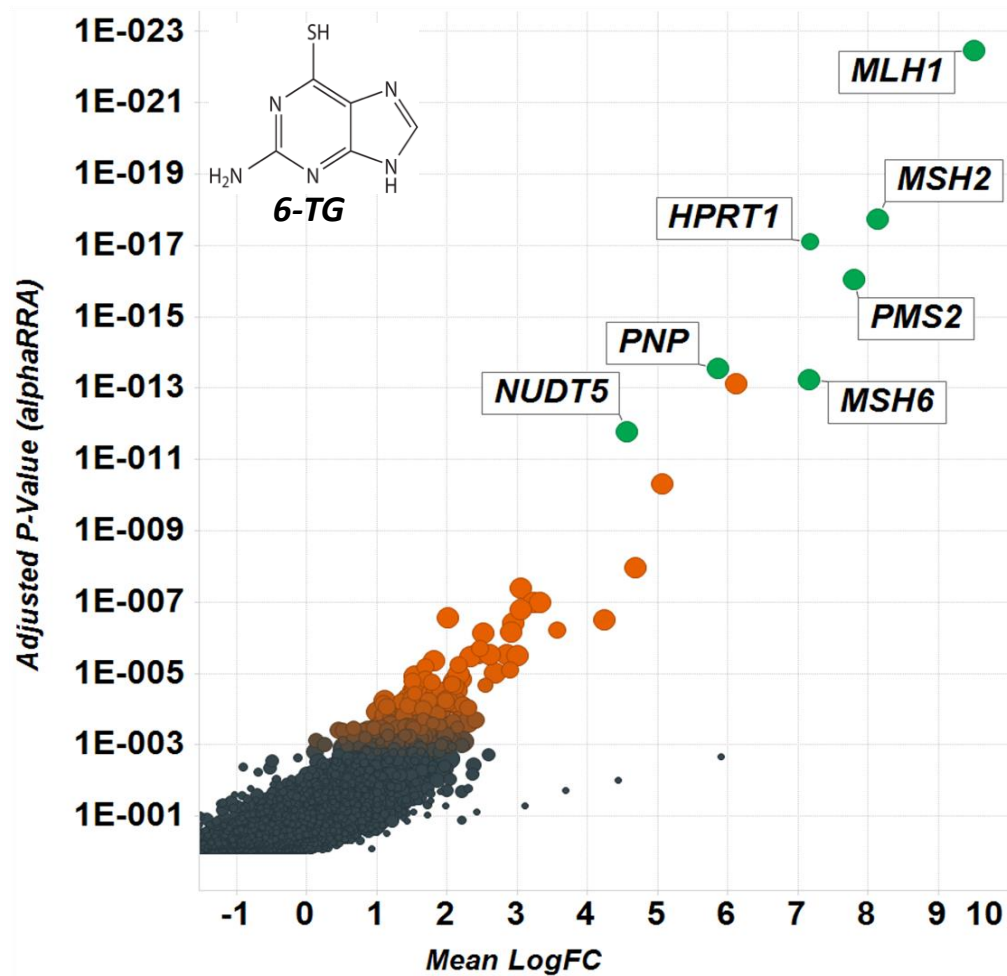 1E-023
1E-021
1E-019
1E-017
1E-015
1E-013
1E-011
1E-009
1E-007
1E-005
1E-003
1E-001
Adjusted P-Value (alphaRRA)
SH
N
N
H2N
N
N
H
6-TG
MLH1
MSH2
HPRT1
PMS2
PNP
MSH6
NUDT5
-1 0 1 2 3 4 5 6 7 8 9 10
Mean LogFC